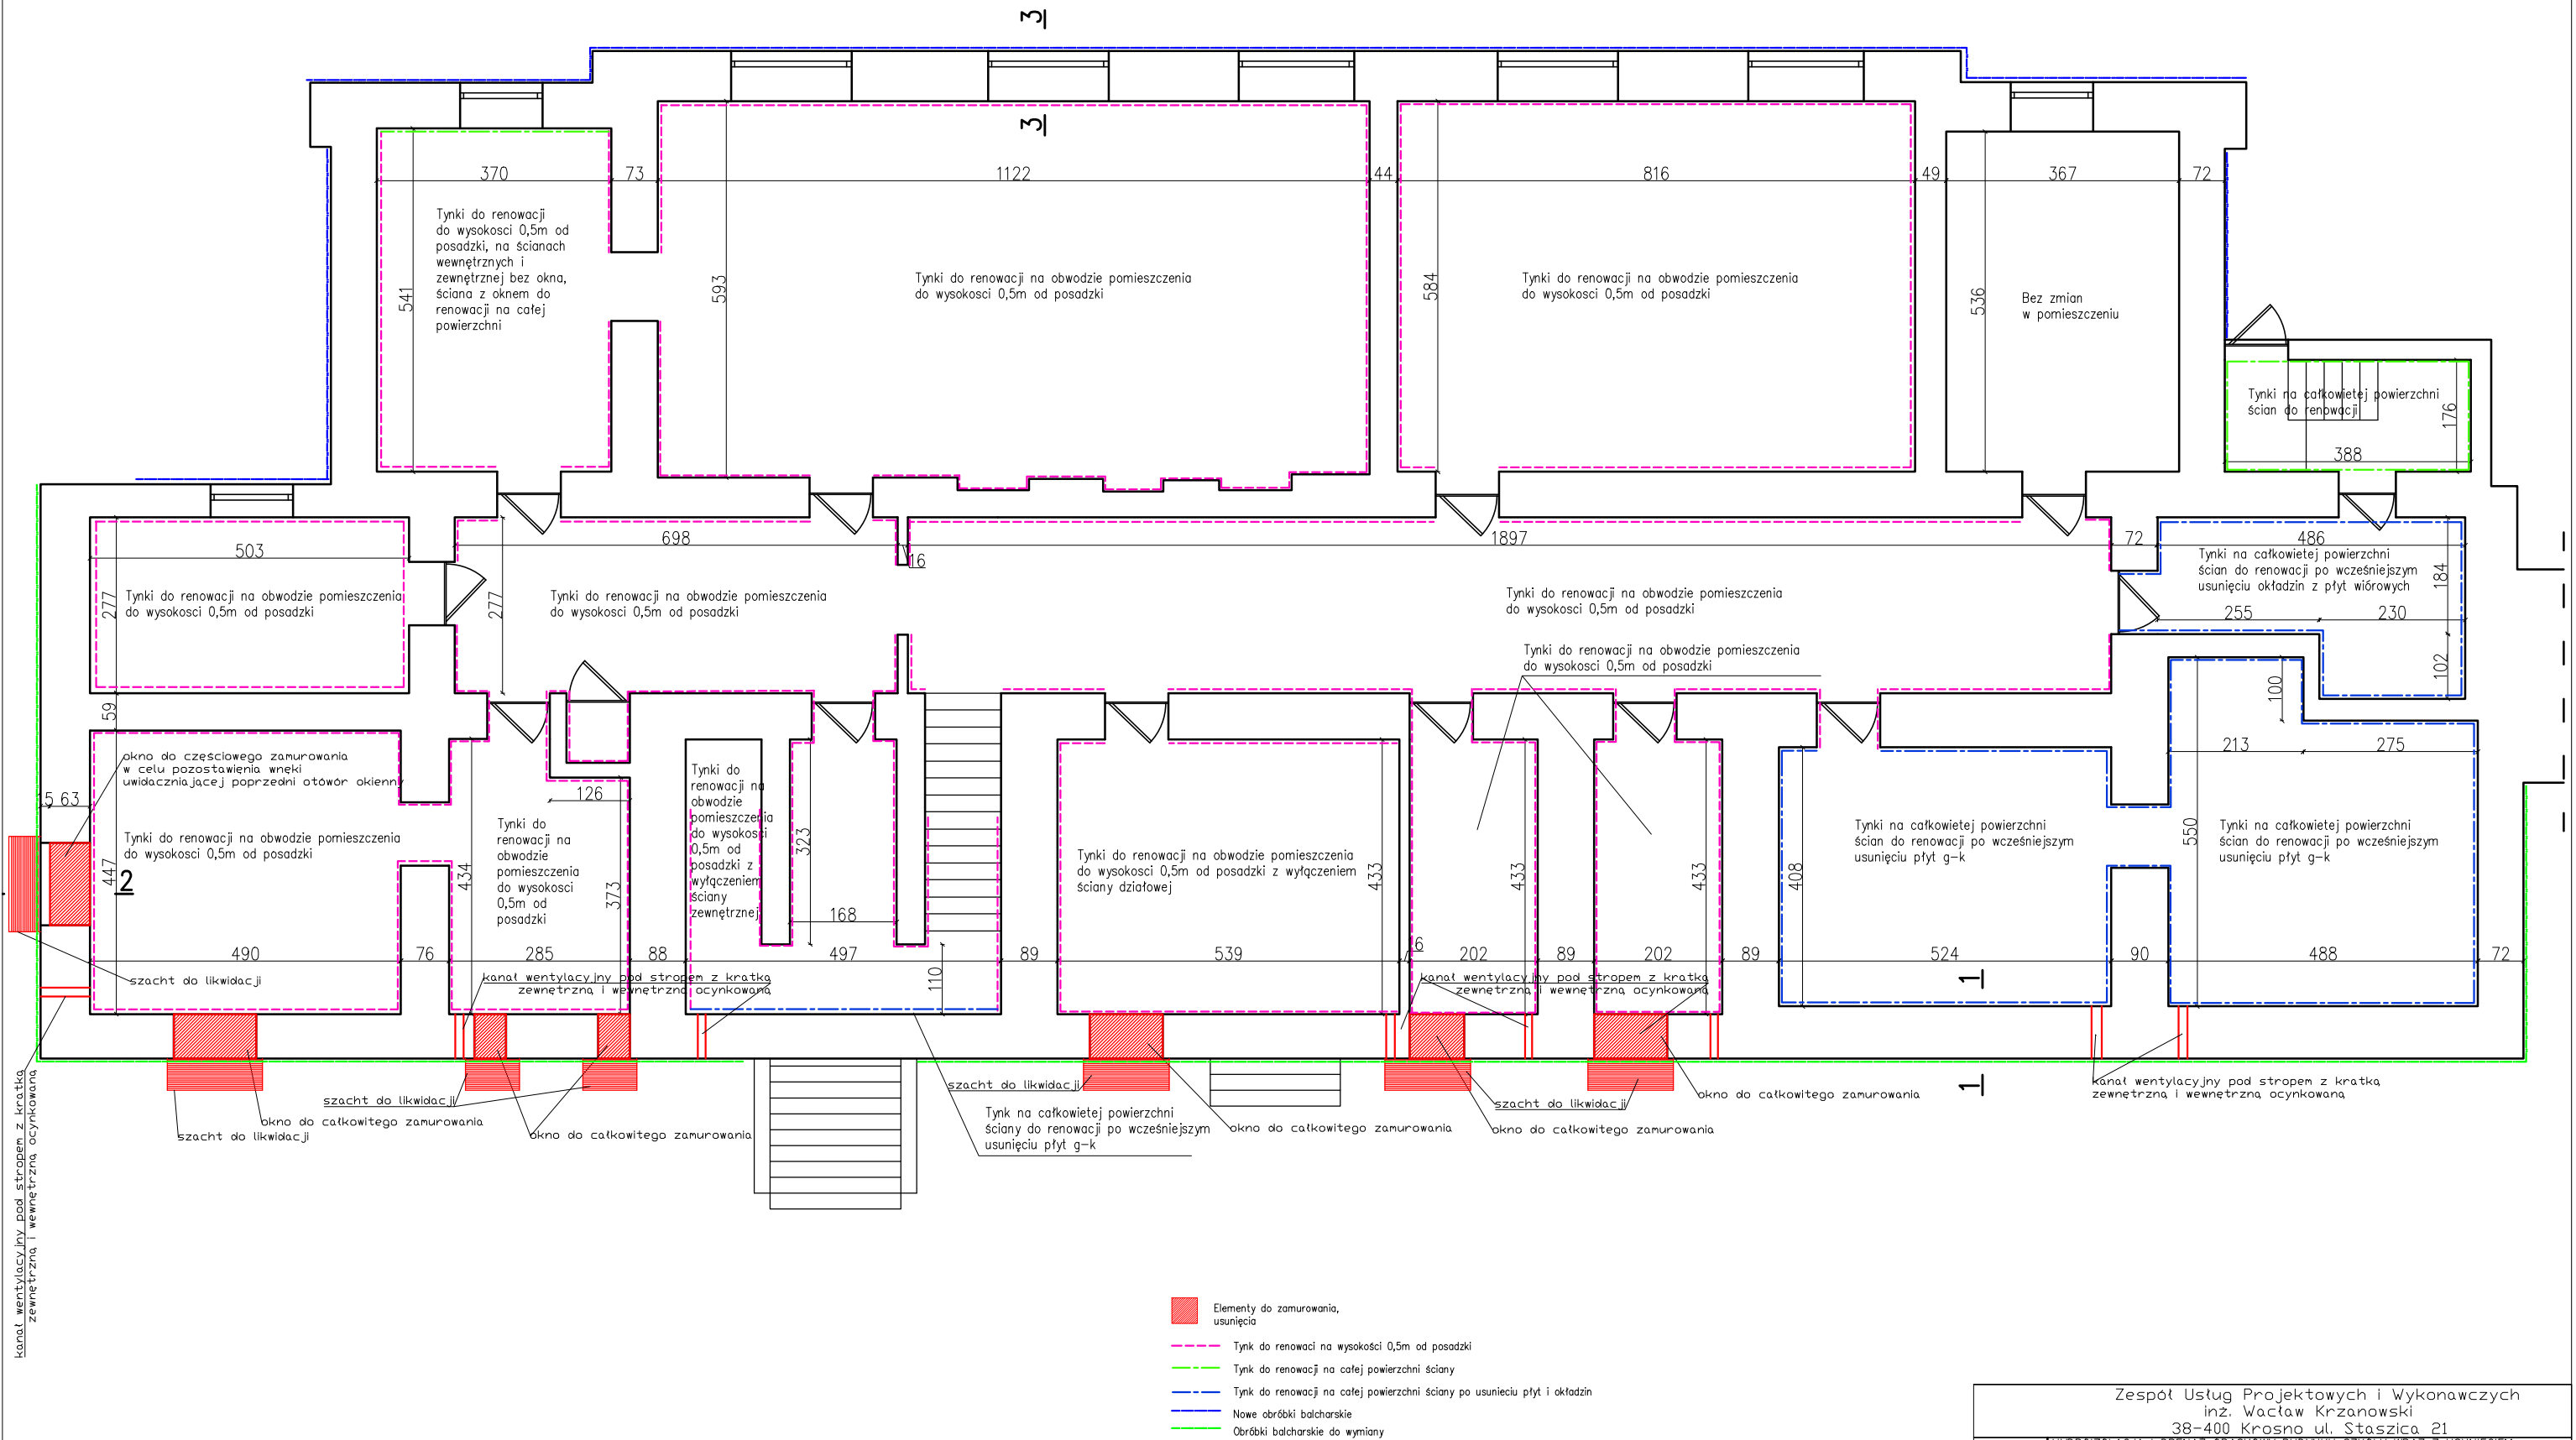 3
3
370
73
1122
44
816
49
367
72
Tynki do renowacji
do wysokosci 0,5m od
posadzki, na ścianach
wewnętrznych i
zewnętrznej bez okna,
ściana z oknem do
renowacji na całej
powierzchni
541
593
Tynki do renowacji na obwodzie pomieszczenia
do wysokosci 0,5m od posadzki
584
Tynki do renowacji na obwodzie pomieszczenia
do wysokosci 0,5m od posadzki
536
Bez zmian
w pomieszczeniu
Tynki na całkowietej powierzchni
ścian do renowacji
176
388
503
698
16
1897
72
486
277
Tynki do renowacji na obwodzie pomieszczenia
do wysokosci 0,5m od posadzki
277
Tynki do renowacji na obwodzie pomieszczenia
do wysokosci 0,5m od posadzki
Tynki do renowacji na obwodzie pomieszczenia
do wysokosci 0,5m od posadzki
Tynki na całkowietej powierzchni
ścian do renowacji po wcześniejszym
usunięciu okładzin z płyt wiórowych
184
255
230
102
Tynki do renowacji na obwodzie pomieszczenia
do wysokosci 0,5m od posadzki
59
100
213
275
okno do częściowego zamurowania
w celu pozostawienia wnęki
uwidaczniającej poprzedni otówór okienny
15
63
126
Tynki do renowacji na obwodzie pomieszczenia
do wysokosci 0,5m od posadzki
447
2
434
Tynki do
renowacji na
obwodzie
pomieszczenia
do wysokosci
0,5m od
posadzki
373
Tynki do
renowacji na
obwodzie
pomieszczenia
do wysokosci
0,5m od
posadzki z
wyłączeniem
ściany
zewnętrznej
323
168
110
Tynki do renowacji na obwodzie pomieszczenia
do wysokosci 0,5m od posadzki z wyłączeniem
ściany działowej
433
433
433
408
Tynki na całkowietej powierzchni
ścian do renowacji po wcześniejszym
usunięciu płyt g-k
550
Tynki na całkowietej powierzchni
ścian do renowacji po wcześniejszym
usunięciu płyt g-k
490
76
285
88
497
89
539
6
202
89
202
89
524
90
488
72
szacht do likwidacji
kanał wentylacyjny pod stropem z kratką
zewnętrzną i wewnętrzną ocynkowaną
kanał wentylacyjny pod stropem z kratką
zewnętrzną i wewnętrzną ocynkowaną
1
1
kanał wentylacyjny pod stropem z kratką
zewnętrzną i wewnętrzną ocynkowaną
szacht do likwidacji
okno do całkowitego zamurowania
szacht do likwidacji
okno do całkowitego zamurowania
szacht do likwidacji
Tynk na całkowietej powierzchni
ściany do renowacji po wcześniejszym
usunięciu płyt g-k
okno do całkowitego zamurowania
szacht do likwidacji
okno do całkowitego zamurowania
okno do całkowitego zamurowania
kanał wentylacyjny pod stropem z kratką
zewnętrzną i wewnętrzną ocynkowaną
Elementy do zamurowania,
usunięcia
Tynk do renowaci na wysokości 0,5m od posadzki
Tynk do renowacji na całej powierzchni ściany
Tynk do renowacji na całej powierzchni ściany po usunieciu płyt i okładzin
Nowe obróbki balcharskie
Obróbki balcharskie do wymiany
Zespół Usług Projektowych i Wykonawczych
inż. Wacław Krzanowski
38-400 Krosno ul. Staszica 21